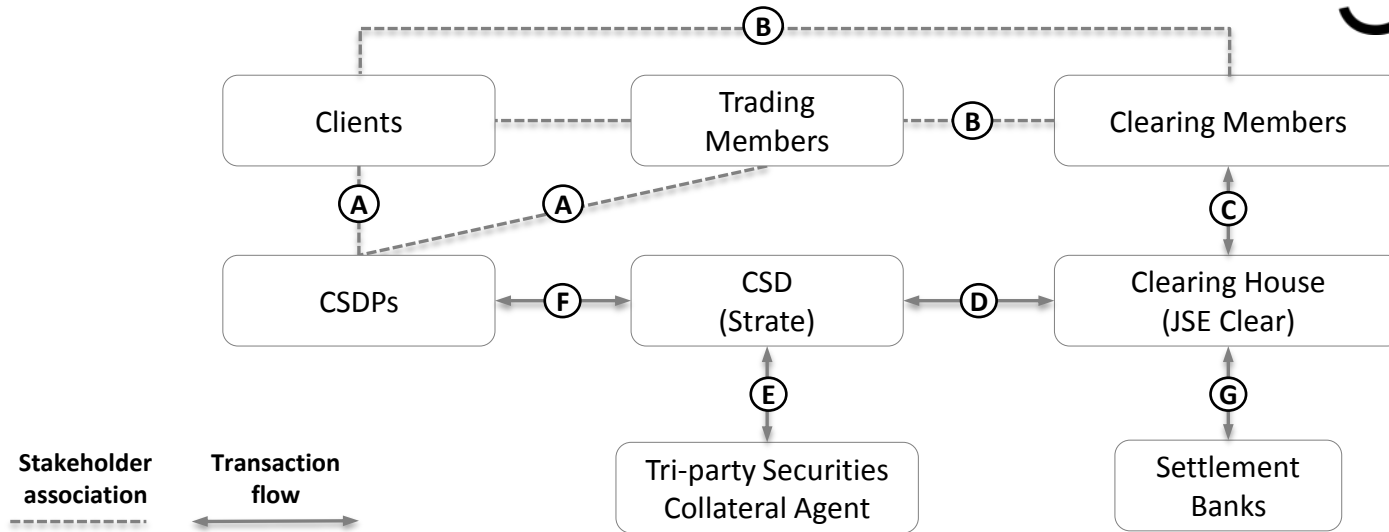 B
Clients
Trading
Members
B
Clearing Members
A
A
C
CSDPs
F
CSD
(Strate)
D
Clearing House
(JSE Clear)
E
G
Stakeholder
association
Transaction
flow
Tri-party Securities
Collateral Agent
Settlement
Banks